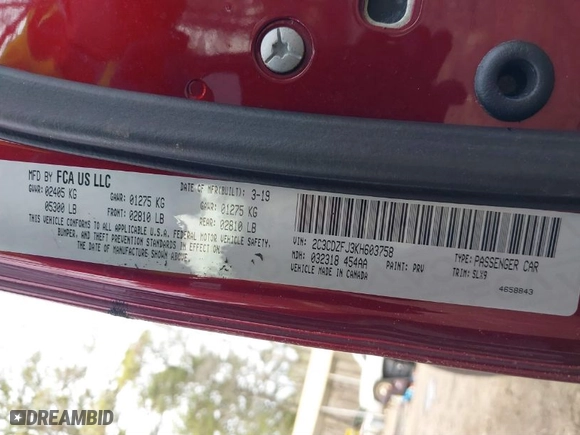 MFD BY FCA US LLC DATE OF MFR(BUILT): 3-19
GVWR: 02405 KG GAWR: 01275 KG GAWR: 01275 KG
05300 LB FRONT: 02810 LB REAR: 02810 LB
THIS VEHICLE CONFORMS TO ALL APPLICABLE U.S.A. FEDERAL MOTOR VEHICLE SAFETY,
BUMPER, AND THEFT PREVENTION STANDARDS IN EFFECT ON
THE DATE OF MANUFACTURE SHOWN ABOVE.
VIN: 2C3CDZFJ3KH603758 TYPE: PASSENGER CAR
MDH: 032318 454AA PAINT: PRV TRIM: SLX9
VEHICLE MADE IN CANADA
4658843
DREAMBID